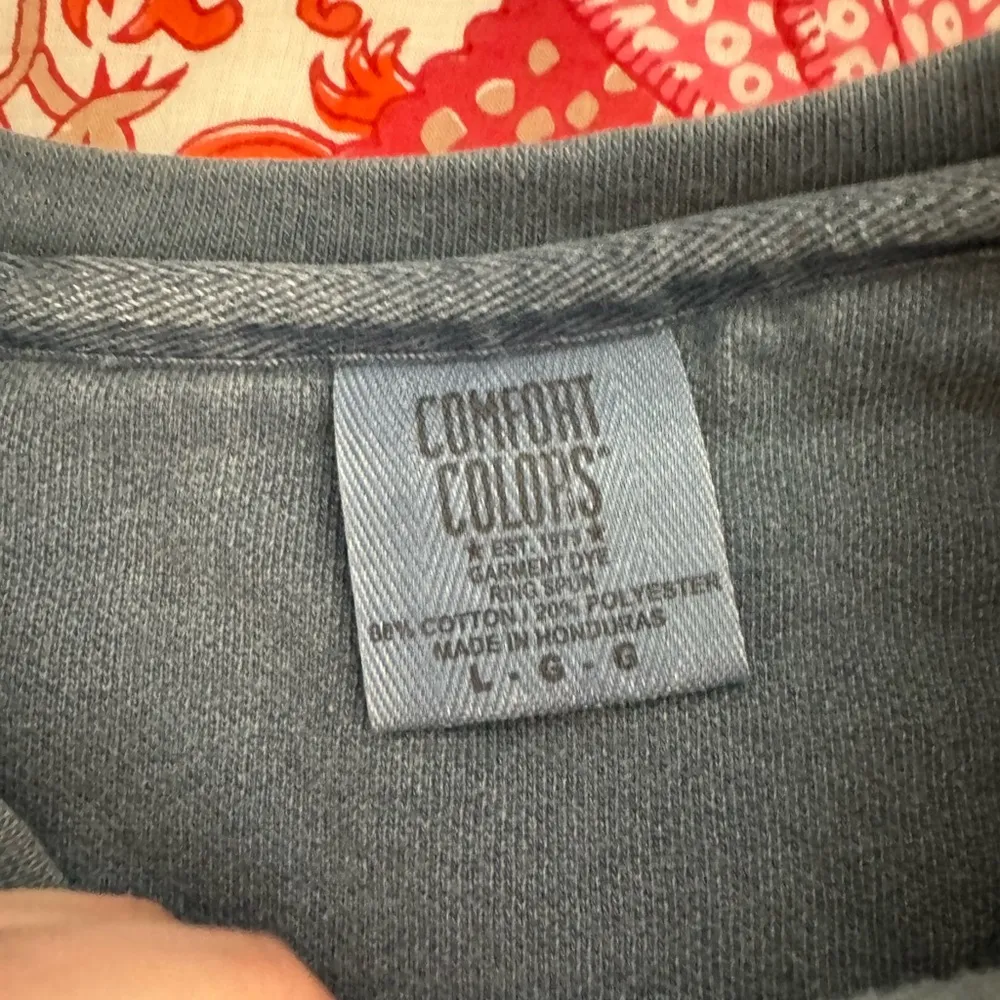 COMFORT
COLORS
★ EST. 1975 ★
GARMENT DYE
RING SPUN
80% COTTON / 20% POLYESTER
MADE IN HONDURAS
L - G - G